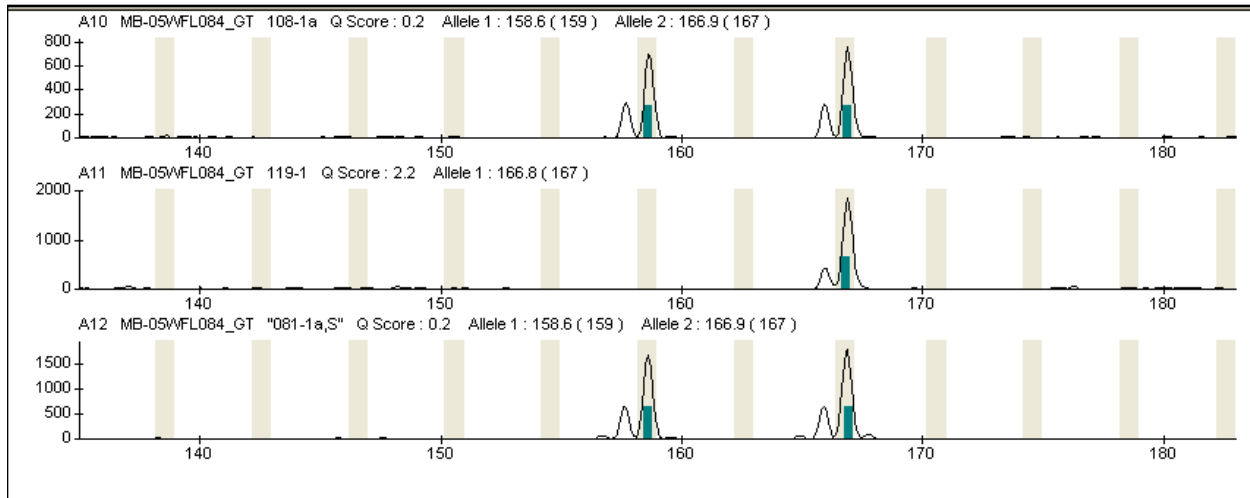 A10 MB-05WFL084_GT 108-1a Q Score : 0.2 Allele 1 : 158.6 ( 159 ) Allele 2 : 166.9 ( 167 )
800
600
400
200
0
140 150 160 170 180
A11 MB-05WFL084_GT 119-1 Q Score : 2.2 Allele 1 : 166.8 ( 167 )
2000
1000
0
140 150 160 170 180
A12 MB-05WFL084_GT "081-1a,S" Q Score : 0.2 Allele 1 : 158.6 ( 159 ) Allele 2 : 166.9 ( 167 )
1500
1000
500
0
140 150 160 170 180